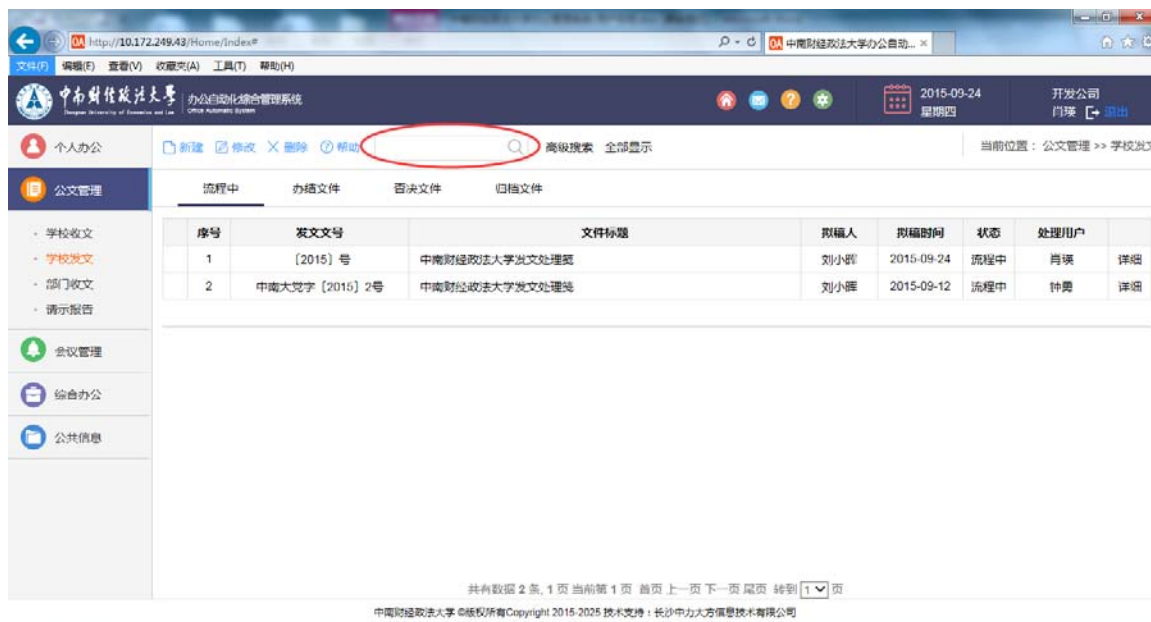 http://10.172.249.43/Home/Index#
中南财经政法大学办公自动...
文件(F) 编辑(E) 查看(V) 收藏夹(A) 工具(T) 帮助(H)
中南财经政法大学 办公自动化综合管理系统
Zhongnan University of Economics and Law Office Automatic System
2015-09-24
星期四
开发公司
肖瑛 退出
个人办公
新建 修改 删除 帮助
高级搜索 全部显示
当前位置：公文管理 >> 学校发文
公文管理
流程中 办结文件 否决文件 归档文件
学校收文
学校发文
部门收文
请示报告
序号 发文文号 文件标题 拟稿人 拟稿时间 状态 处理用户
1 〔2015〕号 中南财经政法大学发文处理笺 刘小晖 2015-09-24 流程中 肖瑛 详细
2 中南大党字〔2015〕2号 中南财经政法大学发文处理笺 刘小晖 2015-09-12 流程中 钟勇 详细
会议管理
综合办公
公共信息
共有数据 2 条, 1 页 当前第 1 页 首页 上一页 下一页 尾页 转到 1 页
中南财经政法大学 ©版权所有Copyright 2015-2025 技术支持：长沙中力大方信息技术有限公司